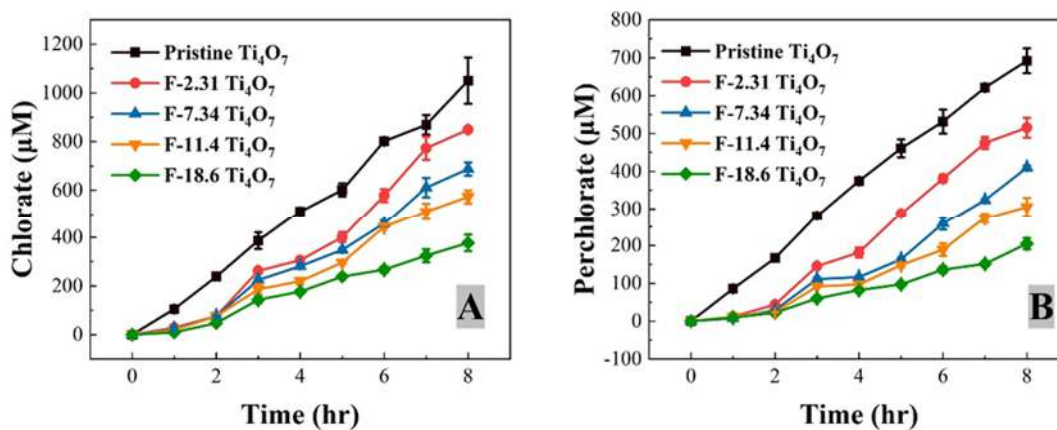 1200
1000
800
600
400
200
0
Chlorate (µM)
Pristine Ti₄O₇
F-2.31 Ti₄O₇
F-7.34 Ti₄O₇
F-11.4 Ti₄O₇
F-18.6 Ti₄O₇
A
0 2 4 6 8
Time (hr)
800
700
600
500
400
300
200
100
0
-100
Perchlorate (µM)
Pristine Ti₄O₇
F-2.31 Ti₄O₇
F-7.34 Ti₄O₇
F-11.4 Ti₄O₇
F-18.6 Ti₄O₇
B
0 2 4 6 8
Time (hr)